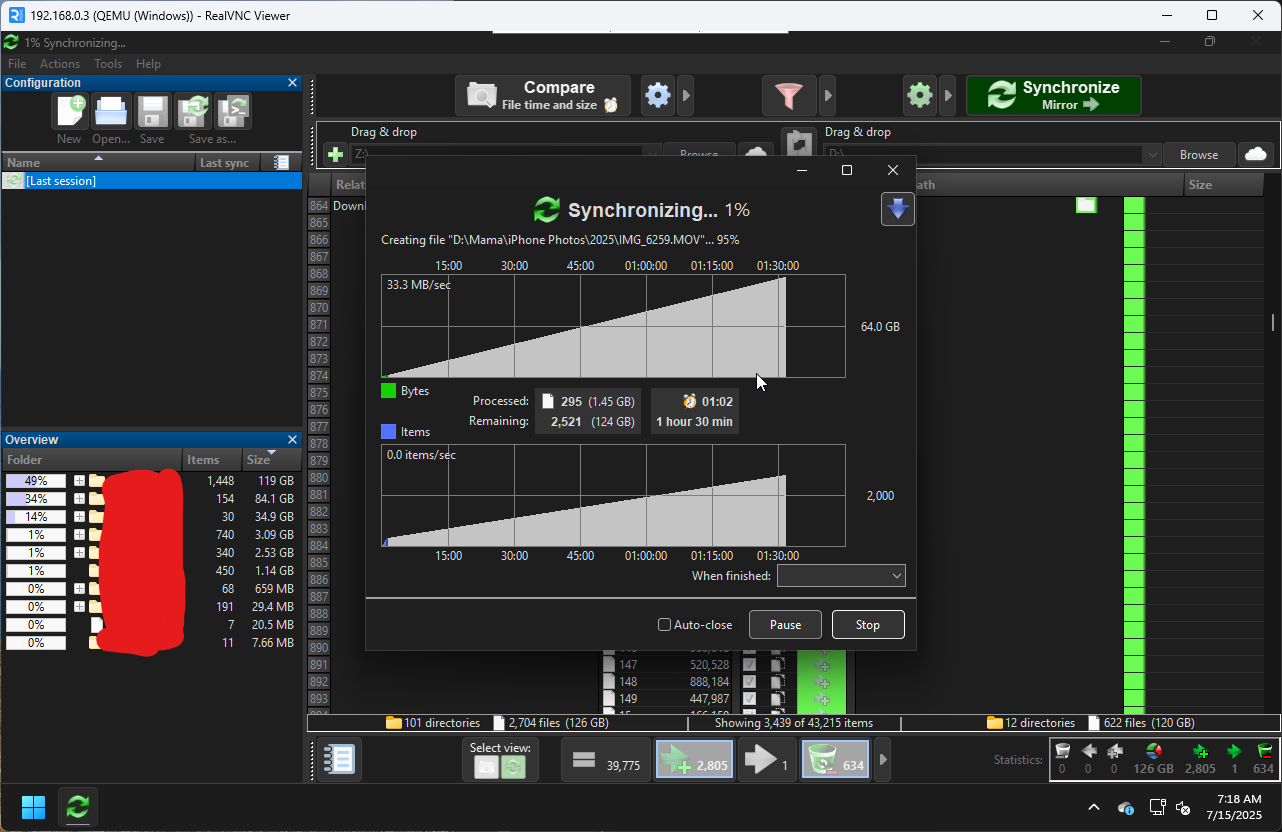 192.168.0.3 (QEMU (Windows)) - RealVNC Viewer
1% Synchronizing...
File Actions Tools Help
Configuration
New Open... Save Save as...
Name Last sync
[Last session]
Compare
File time and size
Synchronize
Mirror
Drag & drop
Z:\
Browse
Drag & drop
D:\
Browse
Relat
ath
Size
864 Downl
865
866
867
868
869
870
871
872
873
874
875
876
877
878
879
880
881
882
883
884
885
886
887
888
889
890
891
892
893
Synchronizing... 1%
Creating file "D:\Mama\iPhone Photos\2025\IMG_6259.MOV"... 95%
15:00 30:00 45:00 01:00:00 01:15:00 01:30:00
33.3 MB/sec
64.0 GB
Bytes
Items
Processed: 295 (1.45 GB) 01:02
Remaining: 2,521 (124 GB) 1 hour 30 min
0.0 items/sec
2,000
15:00 30:00 45:00 01:00:00 01:15:00 01:30:00
When finished:
Auto-close
Pause
Stop
147 520,528
148 888,184
149 447,987
Overview
Folder Items Size
49% 1,448 119 GB
34% 154 84.1 GB
14% 30 34.9 GB
1% 740 3.09 GB
1% 340 2.53 GB
1% 450 1.14 GB
0% 68 659 MB
0% 191 29.4 MB
0% 7 20.5 MB
0% 11 7.66 MB
101 directories 2,704 files (126 GB)
Showing 3,439 of 43,215 items
12 directories 622 files (120 GB)
Select view:
39,775
2,805
1
634
Statistics:
0 0 0 126 GB 2,805 1 634
7:18 AM
7/15/2025